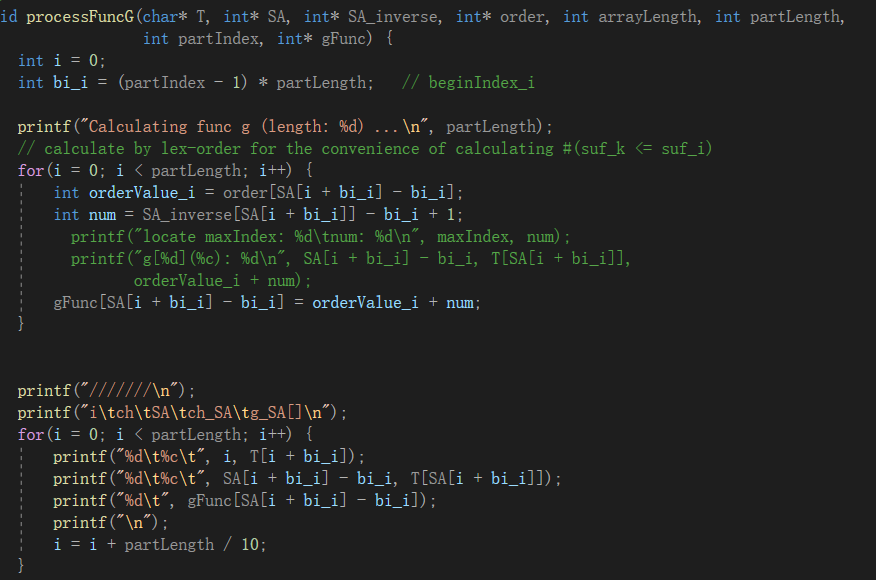 id processFuncG(char* T, int* SA, int* SA_inverse, int* order, int arrayLength, int partLength,
int partIndex, int* gFunc) {
int i = 0;
int bi_i = (partIndex - 1) * partLength; // beginIndex_i
printf("Calculating func g (length: %d) ...\n", partLength);
// calculate by lex-order for the convenience of calculating #(suf_k <= suf_i)
for(i = 0; i < partLength; i++) {
int orderValue_i = order[SA[i + bi_i] - bi_i];
int num = SA_inverse[SA[i + bi_i]] - bi_i + 1;
printf("locate maxIndex: %d\tnum: %d\n", maxIndex, num);
printf("g[%d](%c): %d\n", SA[i + bi_i] - bi_i, T[SA[i + bi_i]],
orderValue_i + num);
gFunc[SA[i + bi_i] - bi_i] = orderValue_i + num;
}
printf("///////\n");
printf("i\tch\tSA\tch_SA\tg_SA[]\n");
for(i = 0; i < partLength; i++) {
printf("%d\t%c\t", i, T[i + bi_i]);
printf("%d\t%c\t", SA[i + bi_i] - bi_i, T[SA[i + bi_i]]);
printf("%d\t", gFunc[SA[i + bi_i] - bi_i]);
printf("\n");
i = i + partLength / 10;
}